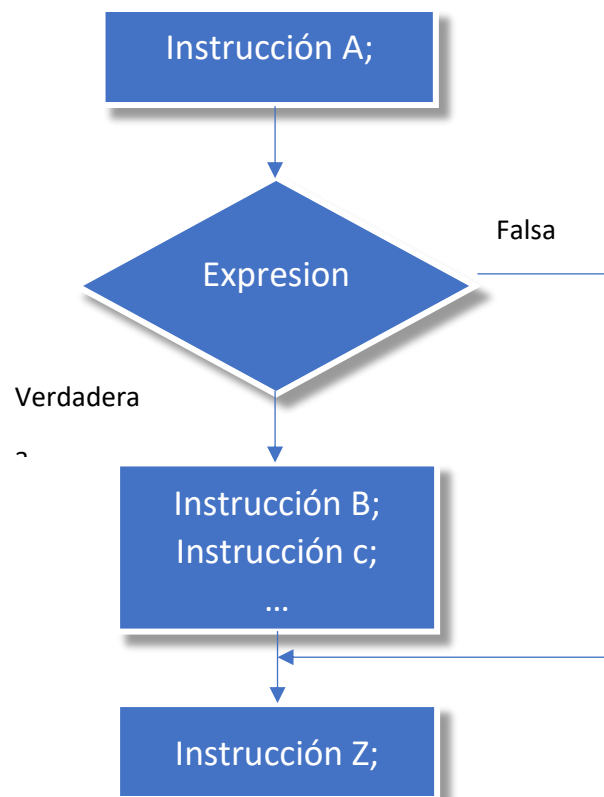 Instrucción A;
Falsa
Expresion
Verdadera
Instrucción B;
Instrucción c;
...
Instrucción Z;